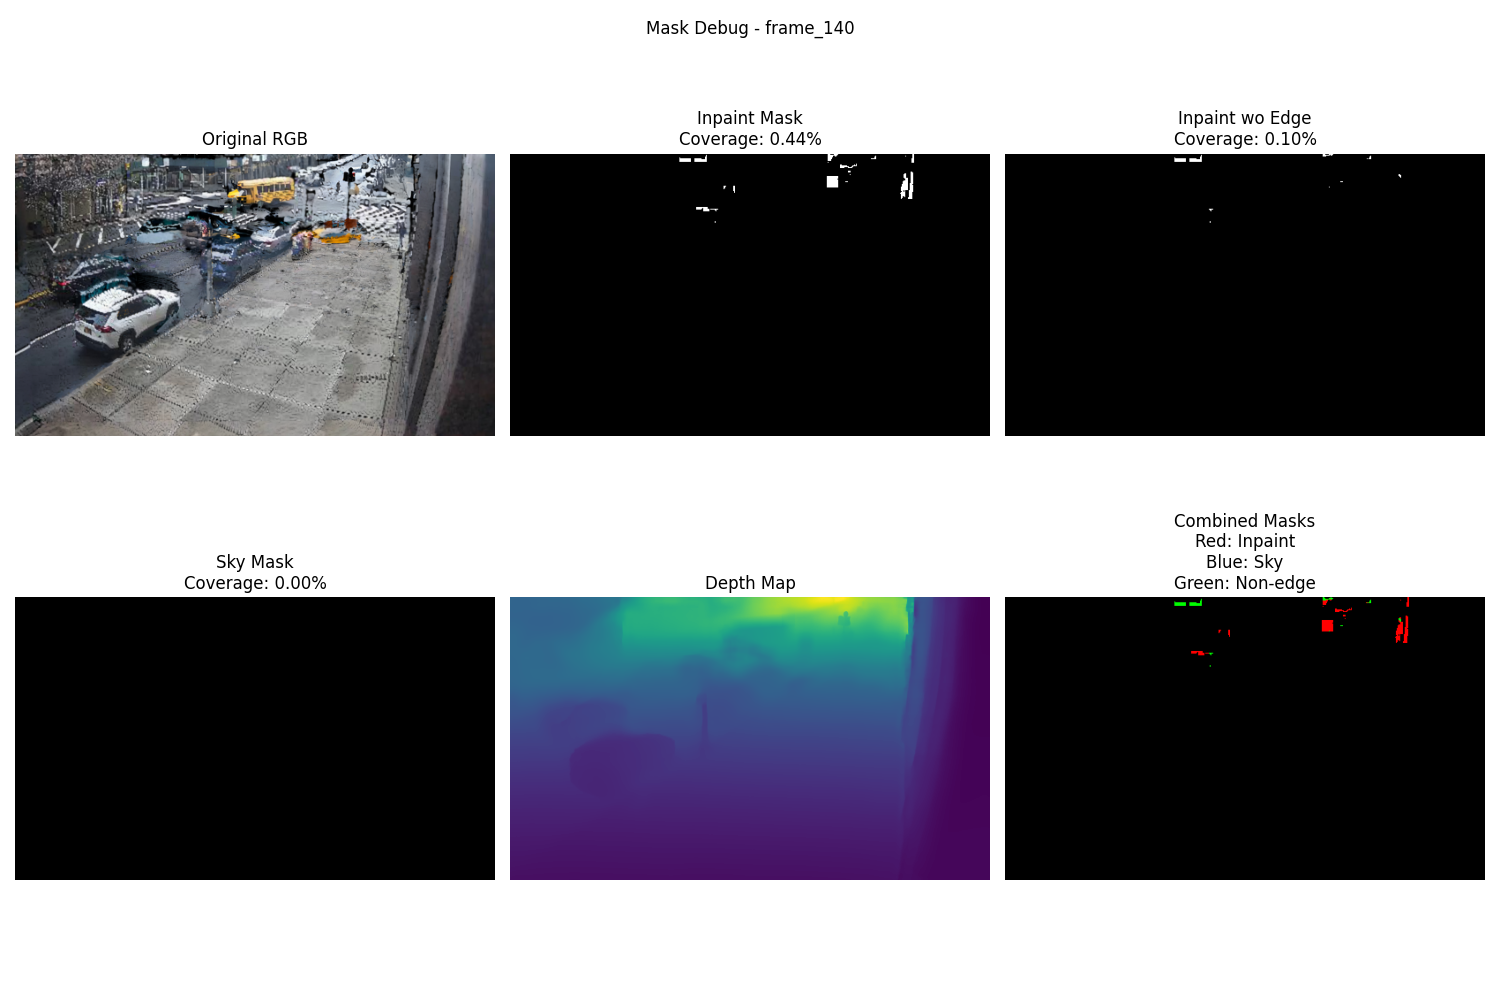 Mask Debug - frame_140
Original RGB
Inpaint Mask
Coverage: 0.44%
Inpaint wo Edge
Coverage: 0.10%
Sky Mask
Coverage: 0.00%
Depth Map
Combined Masks
Red: Inpaint
Blue: Sky
Green: Non-edge